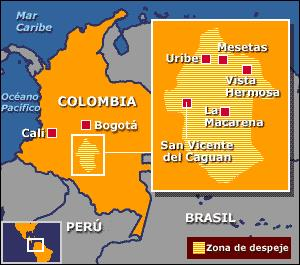 Mar
Caribe
Océano
Pacífico
COLOMBIA
Cali
Bogotá
Uribe
Mesetas
Vista
Hermosa
La
Macarena
San Vicente
del Caguan
PERÚ
BRASIL
Zona de despeje